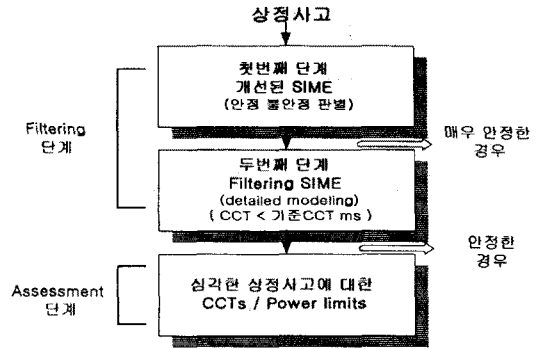 상정사고
첫번째 단계
개선된 SIME
(안정 불안정 판별)
Filtering
단계
매우 안정한
경우
두번째 단계
Filtering SIME
(detailed modeling)
( CCT < 기준CCT ms )
안정한
경우
Assessment
단계
심각한 상정사고에 대한
CCTs / Power limits